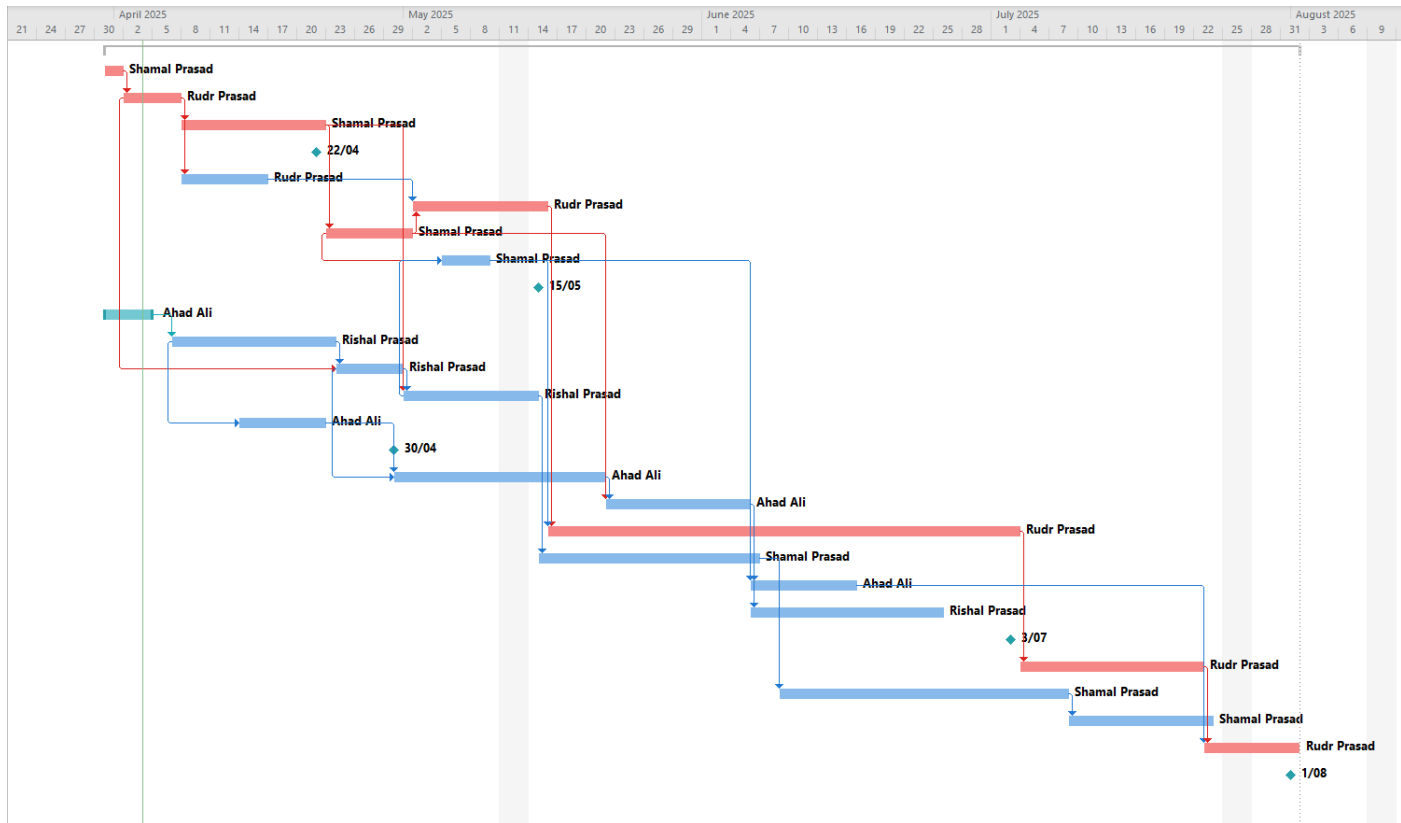 April 2025 May 2025 June 2025 July 2025 August 2025
21 24 27 30 2 5 8 11 14 17 20 23 26 29 2 5 8 11 14 17 20 23 26 29 1 4 7 10 13 16 19 22 25 28 1 4 7 10 13 16 19 22 25 28 31 3 6 9
Shamal Prasad
Rudr Prasad
Shamal Prasad
22/04
Rudr Prasad
Rudr Prasad
Shamal Prasad
Shamal Prasad
15/05
Ahad Ali
Rishal Prasad
Rishal Prasad
Rishal Prasad
Ahad Ali
30/04
Ahad Ali
Ahad Ali
Rudr Prasad
Shamal Prasad
Ahad Ali
Rishal Prasad
3/07
Rudr Prasad
Shamal Prasad
Shamal Prasad
Rudr Prasad
1/08